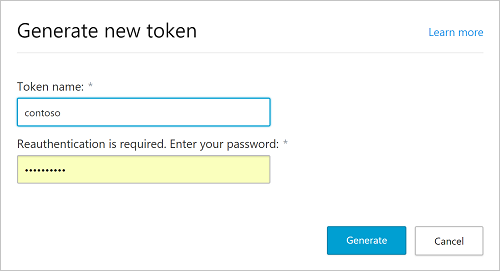 Generate new token
Learn more
Token name: *
contoso
Reauthentication is required. Enter your password: *
••••••••••
Generate
Cancel